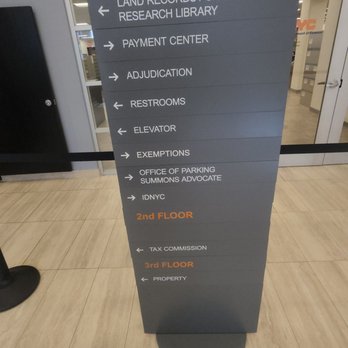 ← LAND RECORDS
RESEARCH LIBRARY
→ PAYMENT CENTER
→ ADJUDICATION
← RESTROOMS
← ELEVATOR
→ EXEMPTIONS
→ OFFICE OF PARKING
SUMMONS ADVOCATE
→ IDNYC
2nd FLOOR
← TAX COMMISSION
3rd FLOOR
← PROPERTY
NYC